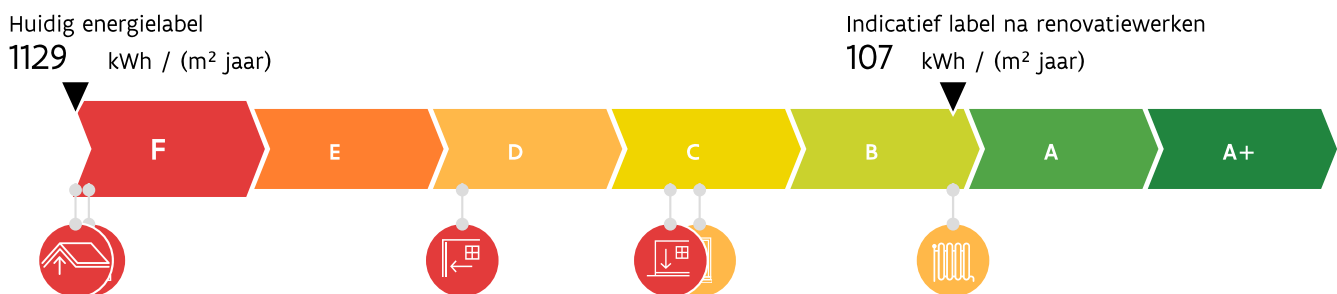 Huidig energielabel
1129 kWh / (m² jaar)
Indicatief label na renovatiewerken
107 kWh / (m² jaar)
F E D C B A A+